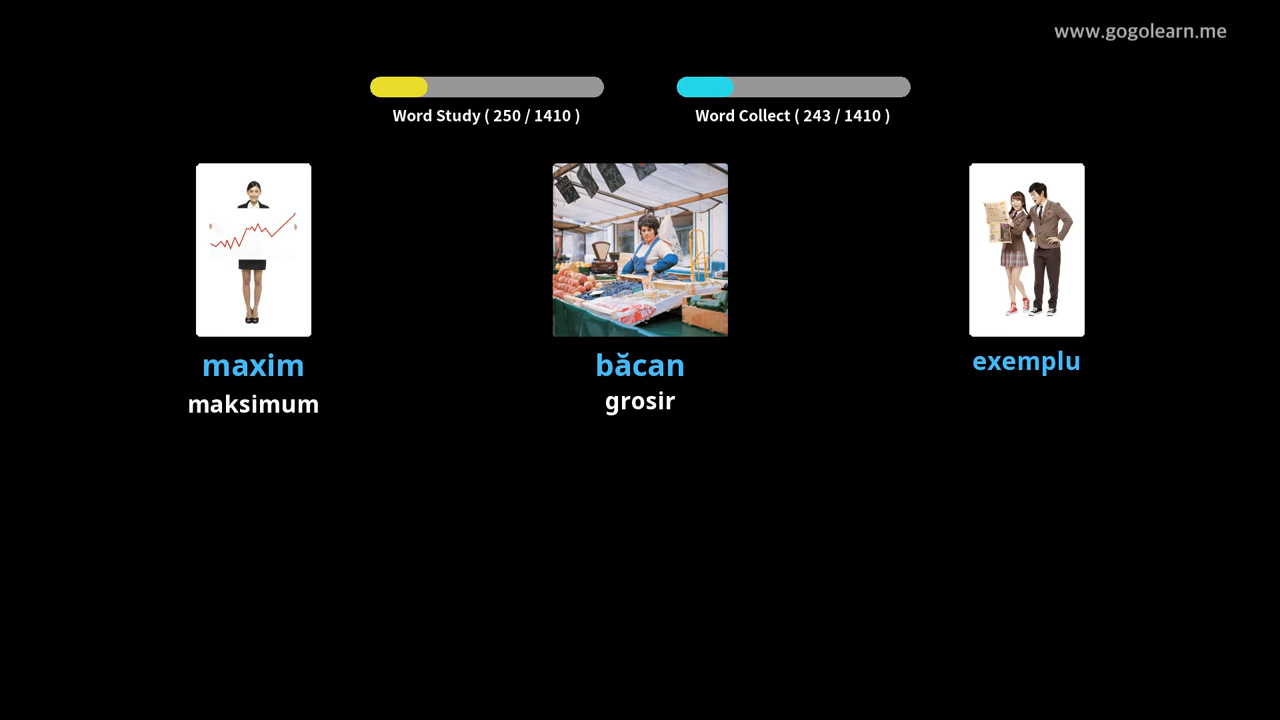 www.gogolearn.me
Word Study ( 250 / 1410 )
Word Collect ( 243 / 1410 )
maxim
maksimum
băcan
grosir
exemplu